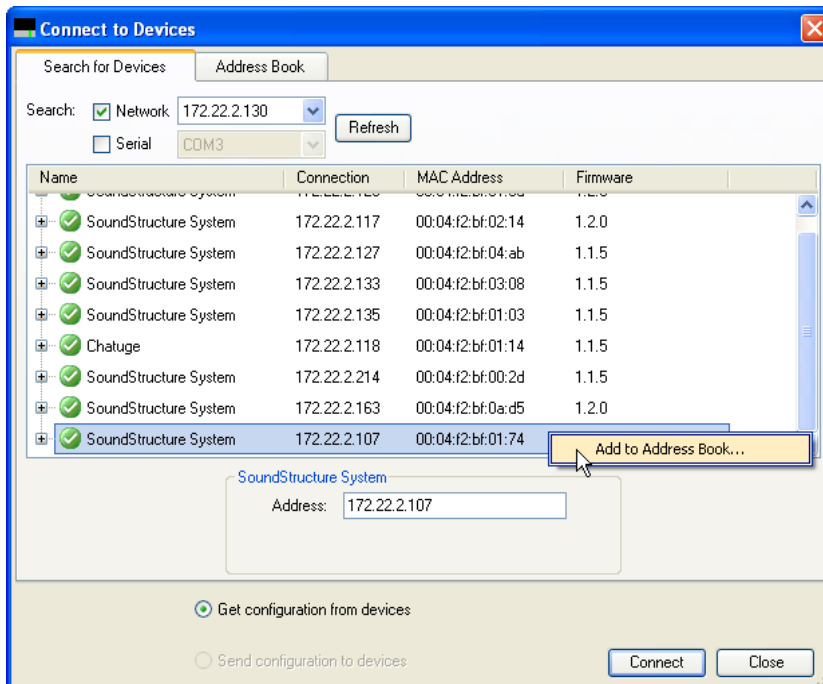 Connect to Devices
Search for Devices Address Book
Search: Network 172.22.2.130
Refresh
Serial COM3
Name Connection MAC Address Firmware
SoundStructure System
SoundStructure System 172.22.2.117 00:04:f2:bf:02:14 1.2.0
SoundStructure System 172.22.2.127 00:04:f2:bf:04:ab 1.1.5
SoundStructure System 172.22.2.133 00:04:f2:bf:03:08 1.1.5
SoundStructure System 172.22.2.135 00:04:f2:bf:01:03 1.1.5
Chatuge 172.22.2.118 00:04:f2:bf:01:14 1.1.5
SoundStructure System 172.22.2.214 00:04:f2:bf:00:2d 1.1.5
SoundStructure System 172.22.2.163 00:04:f2:bf:0a:d5 1.2.0
SoundStructure System 172.22.2.107 00:04:f2:bf:01:74
Add to Address Book...
SoundStructure System
Address: 172.22.2.107
Get configuration from devices
Send configuration to devices
Connect Close